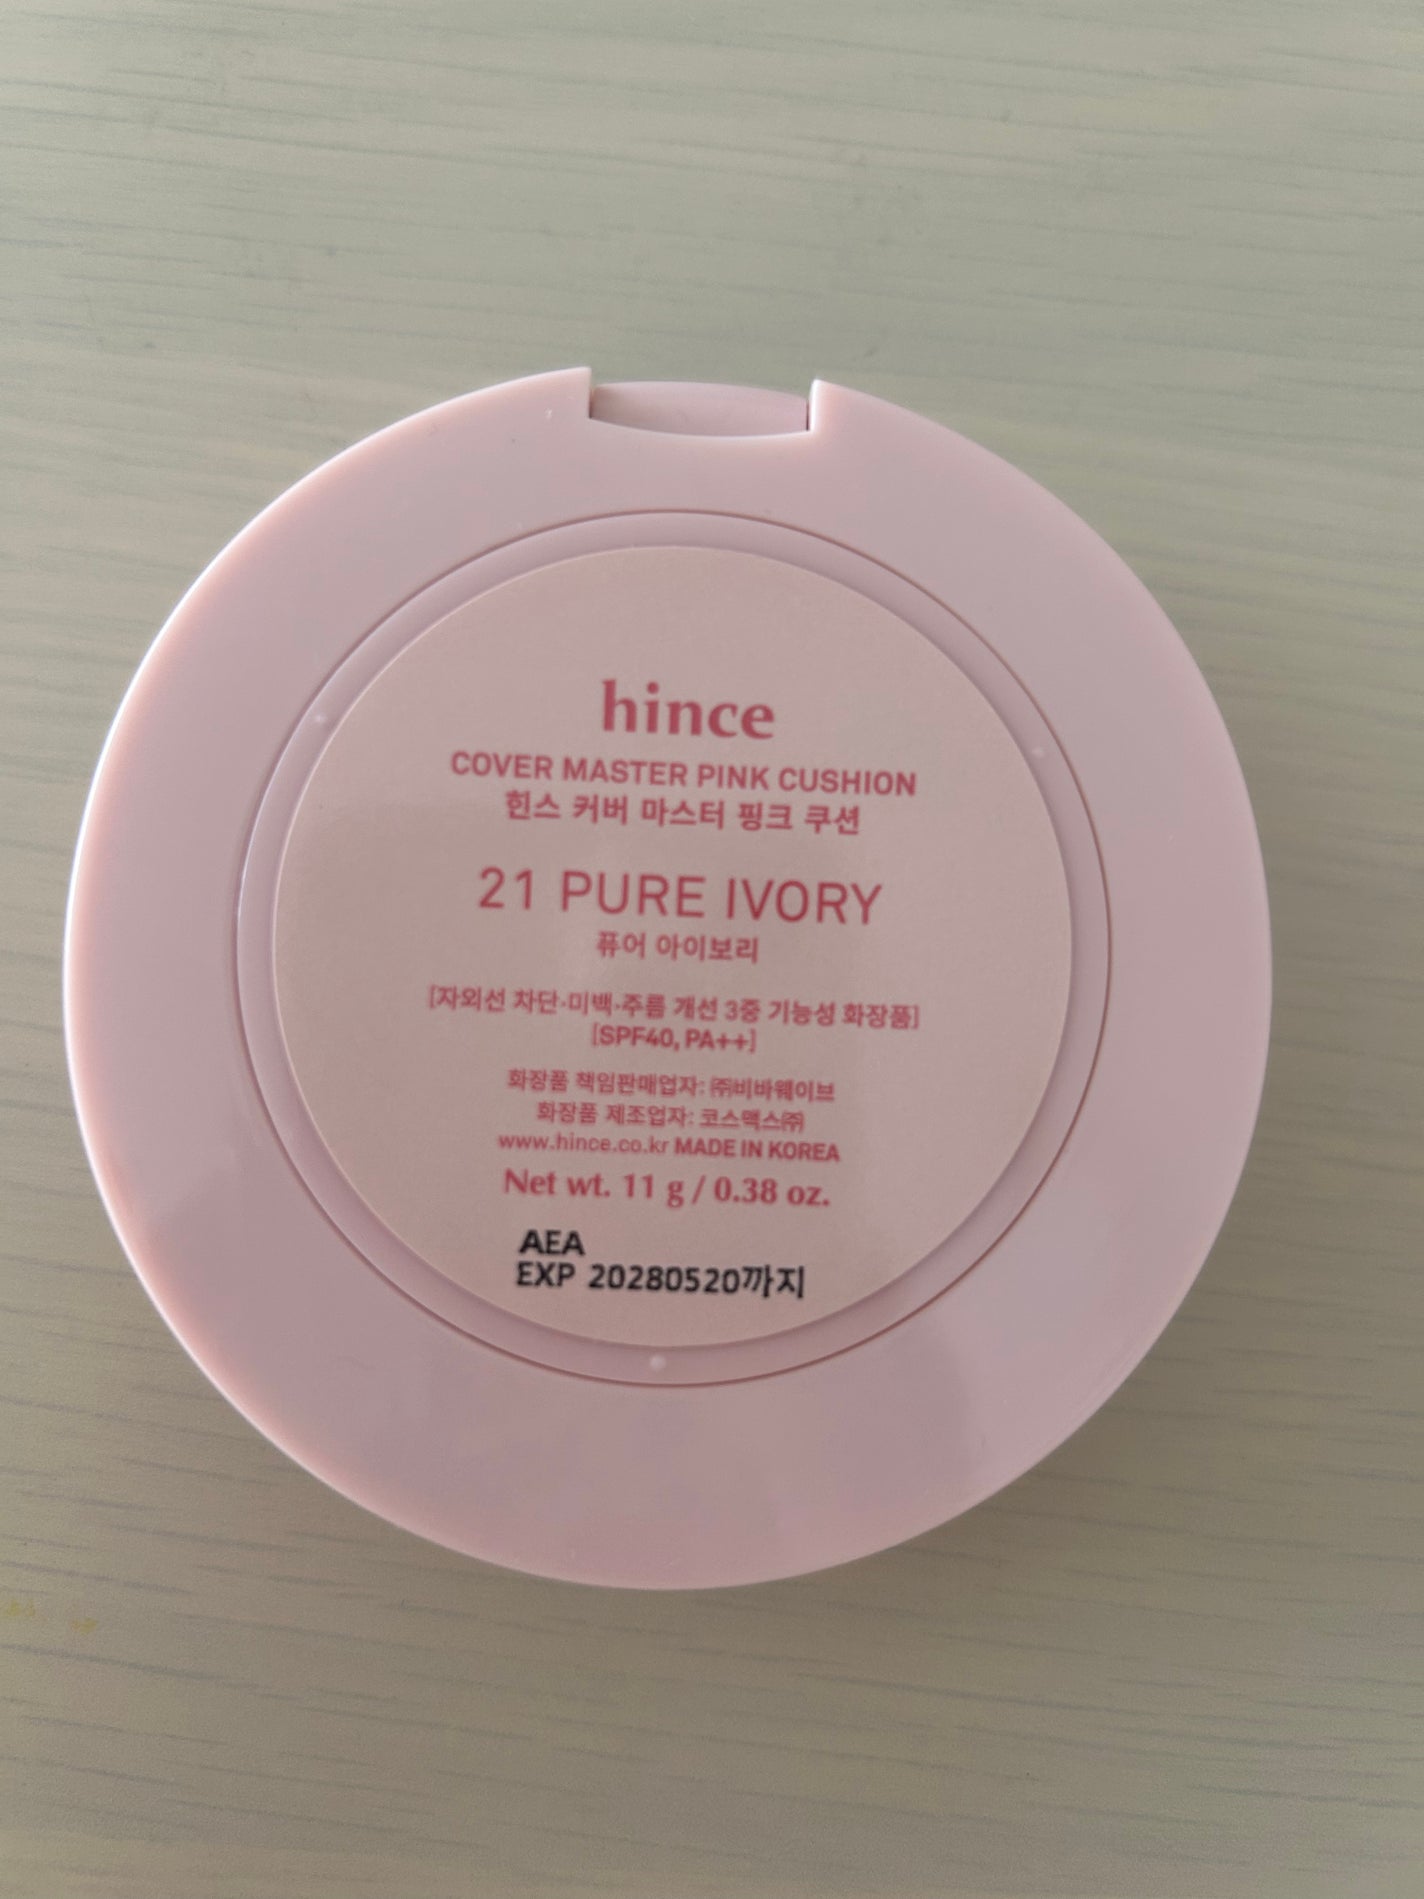 hince
COVER MASTER PINK CUSHION
힌스 커버 마스터 핑크 쿠션
21 PURE IVORY
퓨어 아이보리
[자외선 차단·미백·주름 개선 3중 기능성 화장품]
[SPF40, PA++]
화장품 책임판매업자: ㈜비바웨이브
화장품 제조업자: 코스맥스㈜
www.hince.co.kr MADE IN KOREA
Net wt. 11 g / 0.38 oz.
AEA
EXP 20280520까지